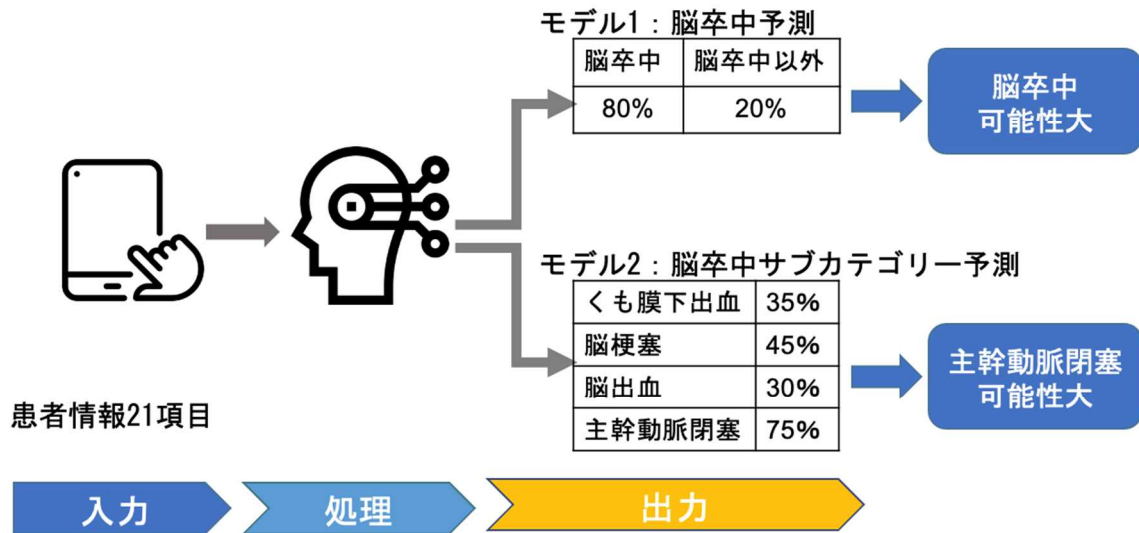 モデル1：脳卒中予測
脳卒中 脳卒中以外
80% 20%
脳卒中
可能性大
モデル2：脳卒中サブカテゴリー予測
くも膜下出血 35%
脳梗塞 45%
脳出血 30%
主幹動脈閉塞 75%
主幹動脈閉塞
可能性大
患者情報21項目
入力
処理
出力